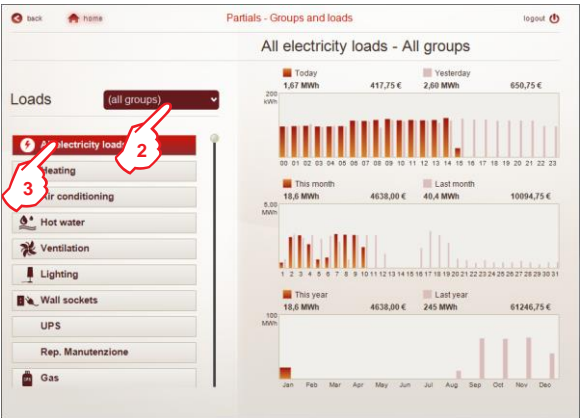 back home Partials - Groups and loads logout
All electricity loads - All groups
Loads (all groups)
2
All electricity loads
3
Heating
Air conditioning
Hot water
Ventilation
Lighting
Wall sockets
UPS
Rep. Manutenzione
Gas
Today Yesterday
1,67 MWh 417,75 € 2,60 MWh 650,75 €
200
kWh
00 01 02 03 04 05 06 07 08 09 10 11 12 13 14 15 16 17 18 19 20 21 22 23
This month Last month
18,6 MWh 4638,00 € 40,4 MWh 10094,75 €
5.00
MWh
1 2 3 4 5 6 7 8 9 10 11 12 13 14 15 16 17 18 19 20 21 22 23 24 25 26 27 28 29 30 31
This year Last year
18,6 MWh 4638,00 € 245 MWh 61246,75 €
100
MWh
Jan Feb Mar Apr May Jun Jul Aug Sep Oct Nov Dec